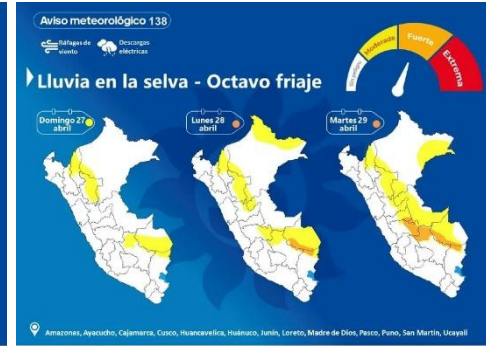 Aviso meteorológico 138
Ráfagas de viento
Descargas eléctricas
Sin peligro
Moderada
Fuerte
Extrema
Lluvia en la selva - Octavo friaje
Domingo 27 abril
Lunes 28 abril
Martes 29 abril
Amazonas, Ayacucho, Cajamarca, Cusco, Huancavelica, Huánuco, Junín, Loreto, Madre de Dios, Pasco, Puno, San Martín, Ucayali